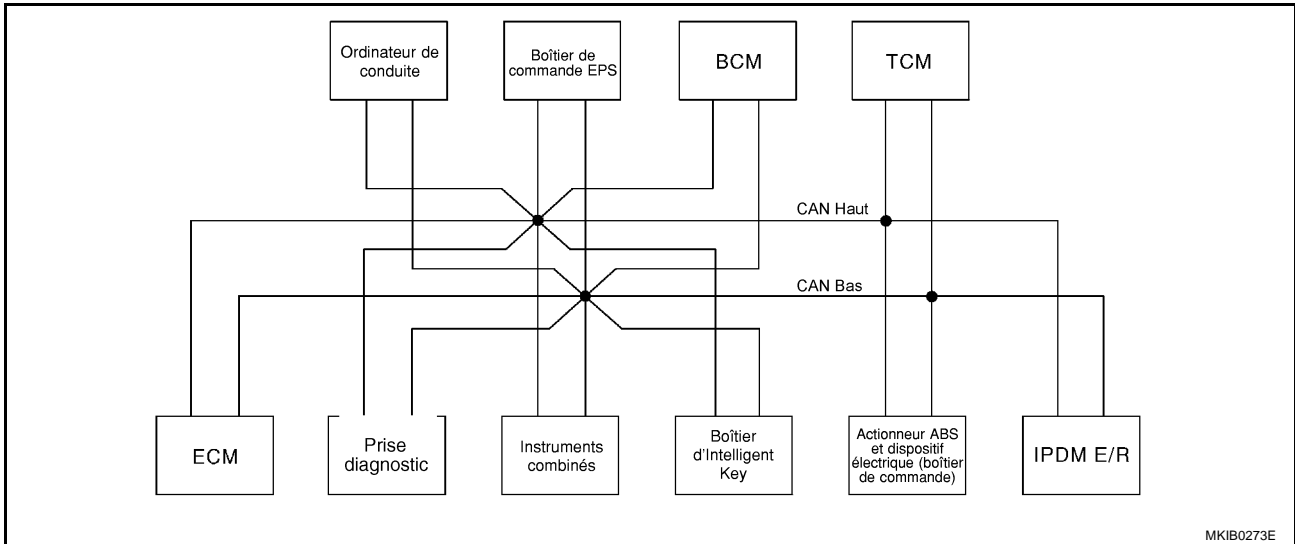 Ordinateur de
conduite
Boîtier de
commande EPS
BCM
TCM
CAN Haut
CAN Bas
ECM
Prise
diagnostic
Instruments
combinés
Boîtier
d'Intelligent
Key
Actionneur ABS
et dispositif
électrique (boîtier
de commande)
IPDM E/R
MKIB0273E